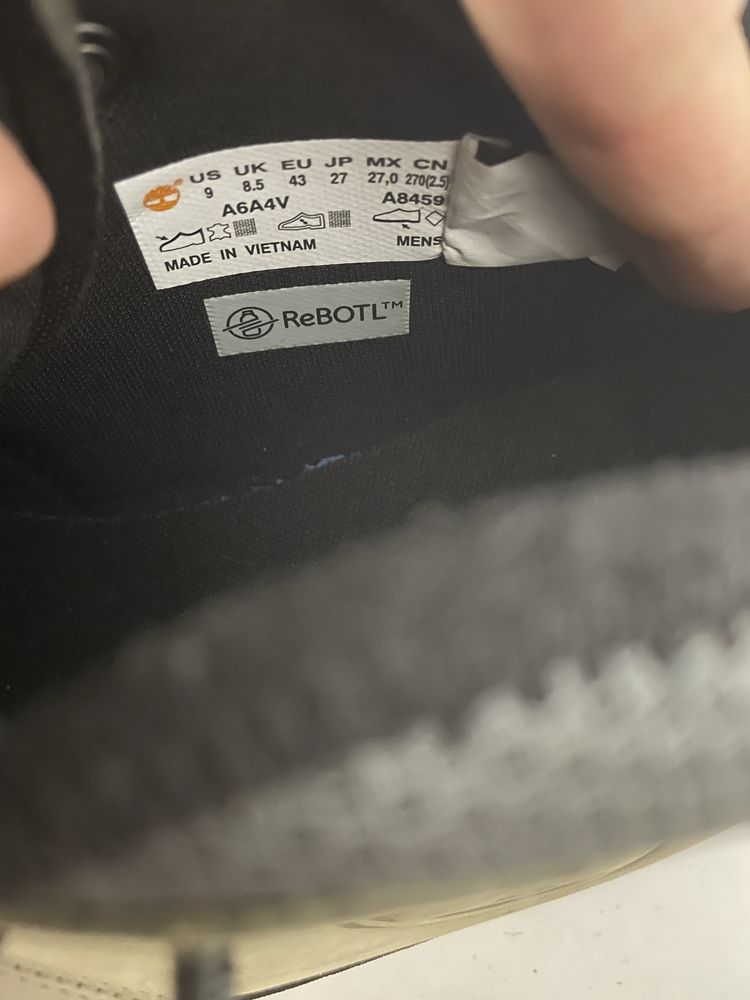 US UK EU JP MX CN
9 8.5 43 27 27,0 270(2.5)
A6A4V A8459
MADE IN VIETNAM MENS
ReBOTL™